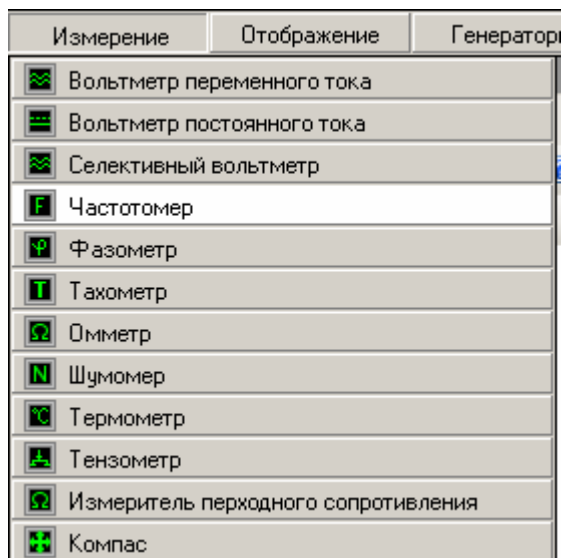 Измерение Отображение Генератор
Вольтметр переменного тока
Вольтметр постоянного тока
Селективный вольтметр
F Частотомер
φ Фазометр
T Тахометр
Ω Омметр
N Шумомер
°C Термометр
Тензометр
Ω Измеритель перходного сопротивления
Компас